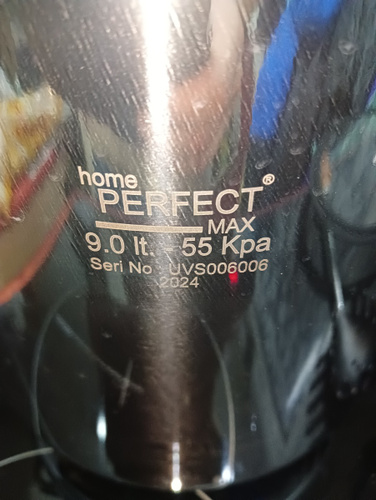 home
PERFECT®
MAX
9.0 lt. - 55 Kpa
Seri No UVS006006
2024